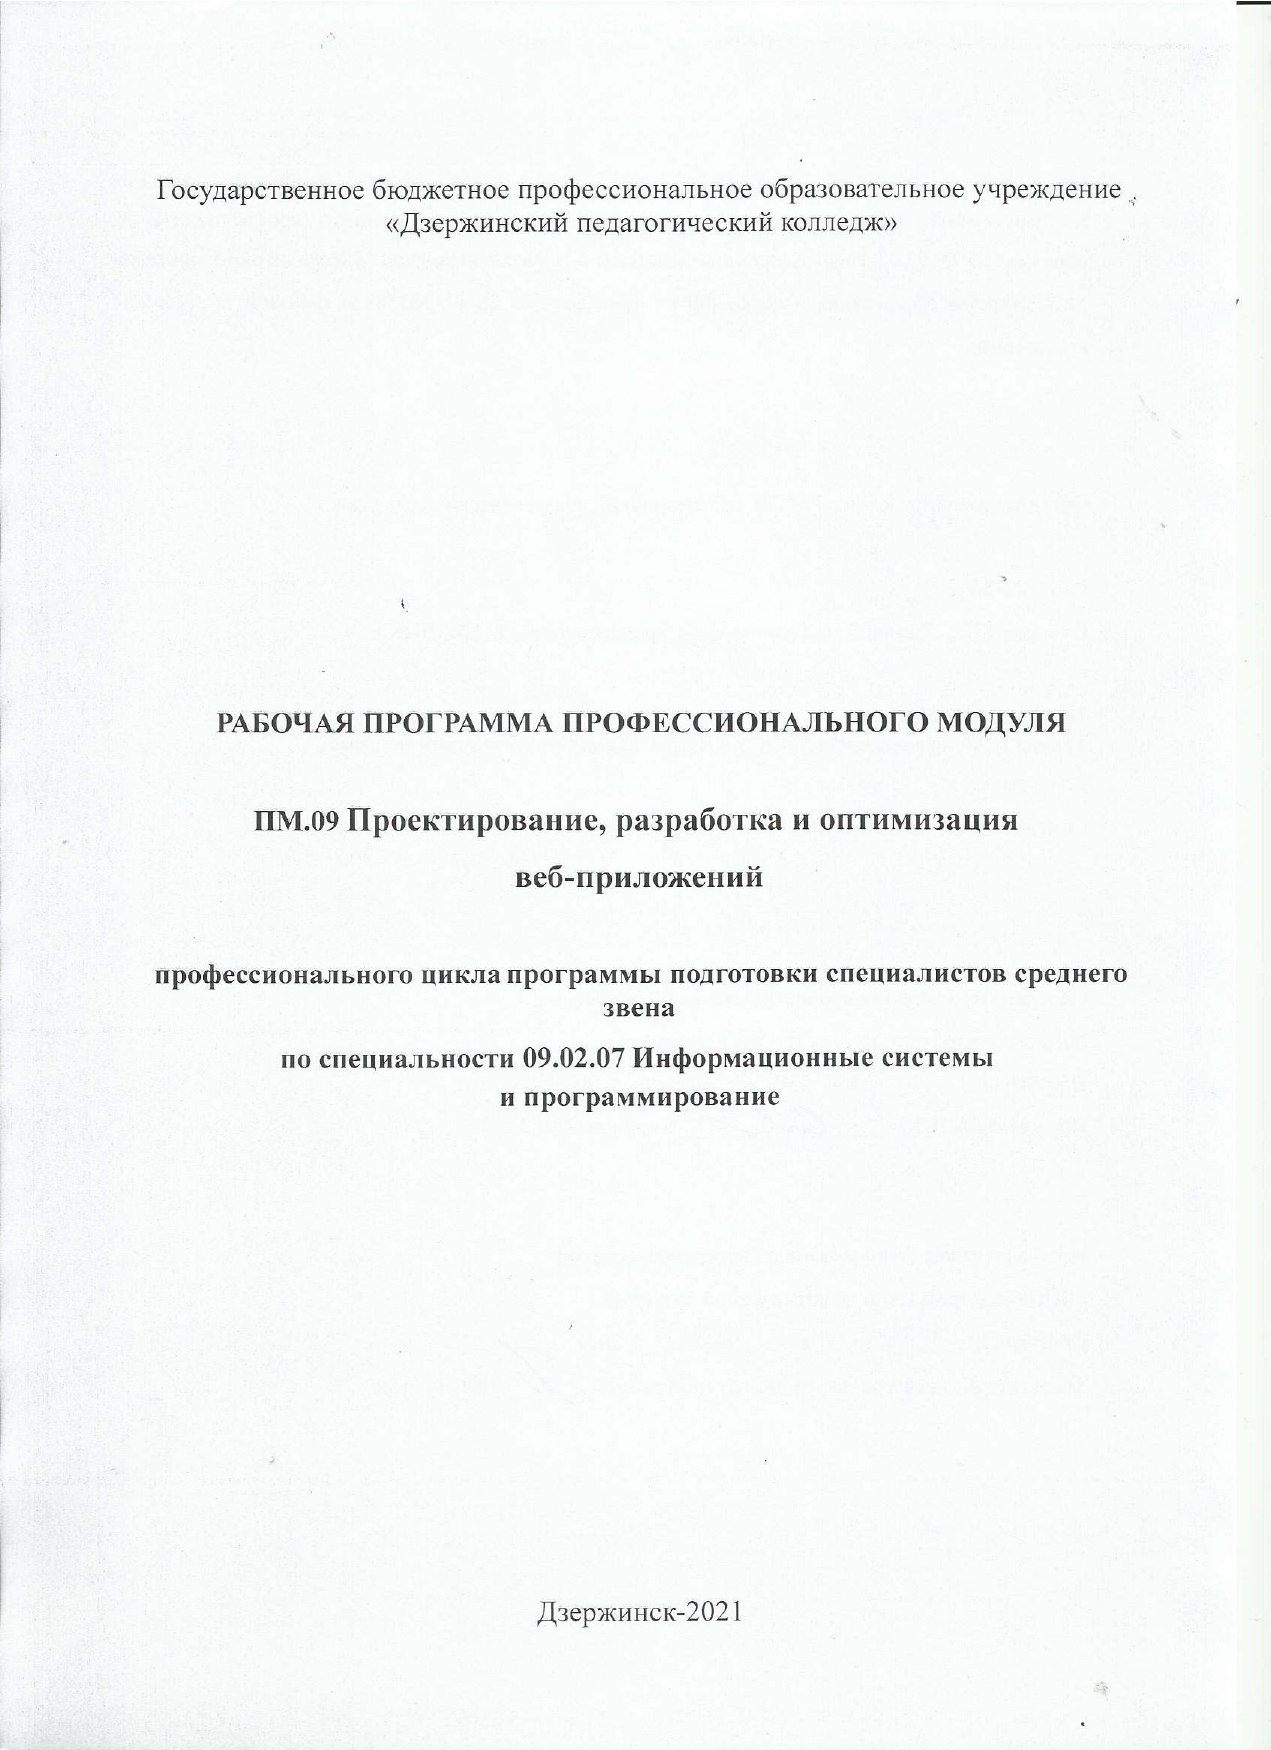 Государственное бюджетное профессиональное образовательное учреждение
«Дзержинский педагогический колледж»
РАБОЧАЯ ПРОГРАММА ПРОФЕССИОНАЛЬНОГО МОДУЛЯ
ПМ.09 Проектирование, разработка и оптимизация
веб-приложений
профессионального цикла программы подготовки специалистов среднего
звена
по специальности 09.02.07 Информационные системы
и программирование
Дзержинск-2021